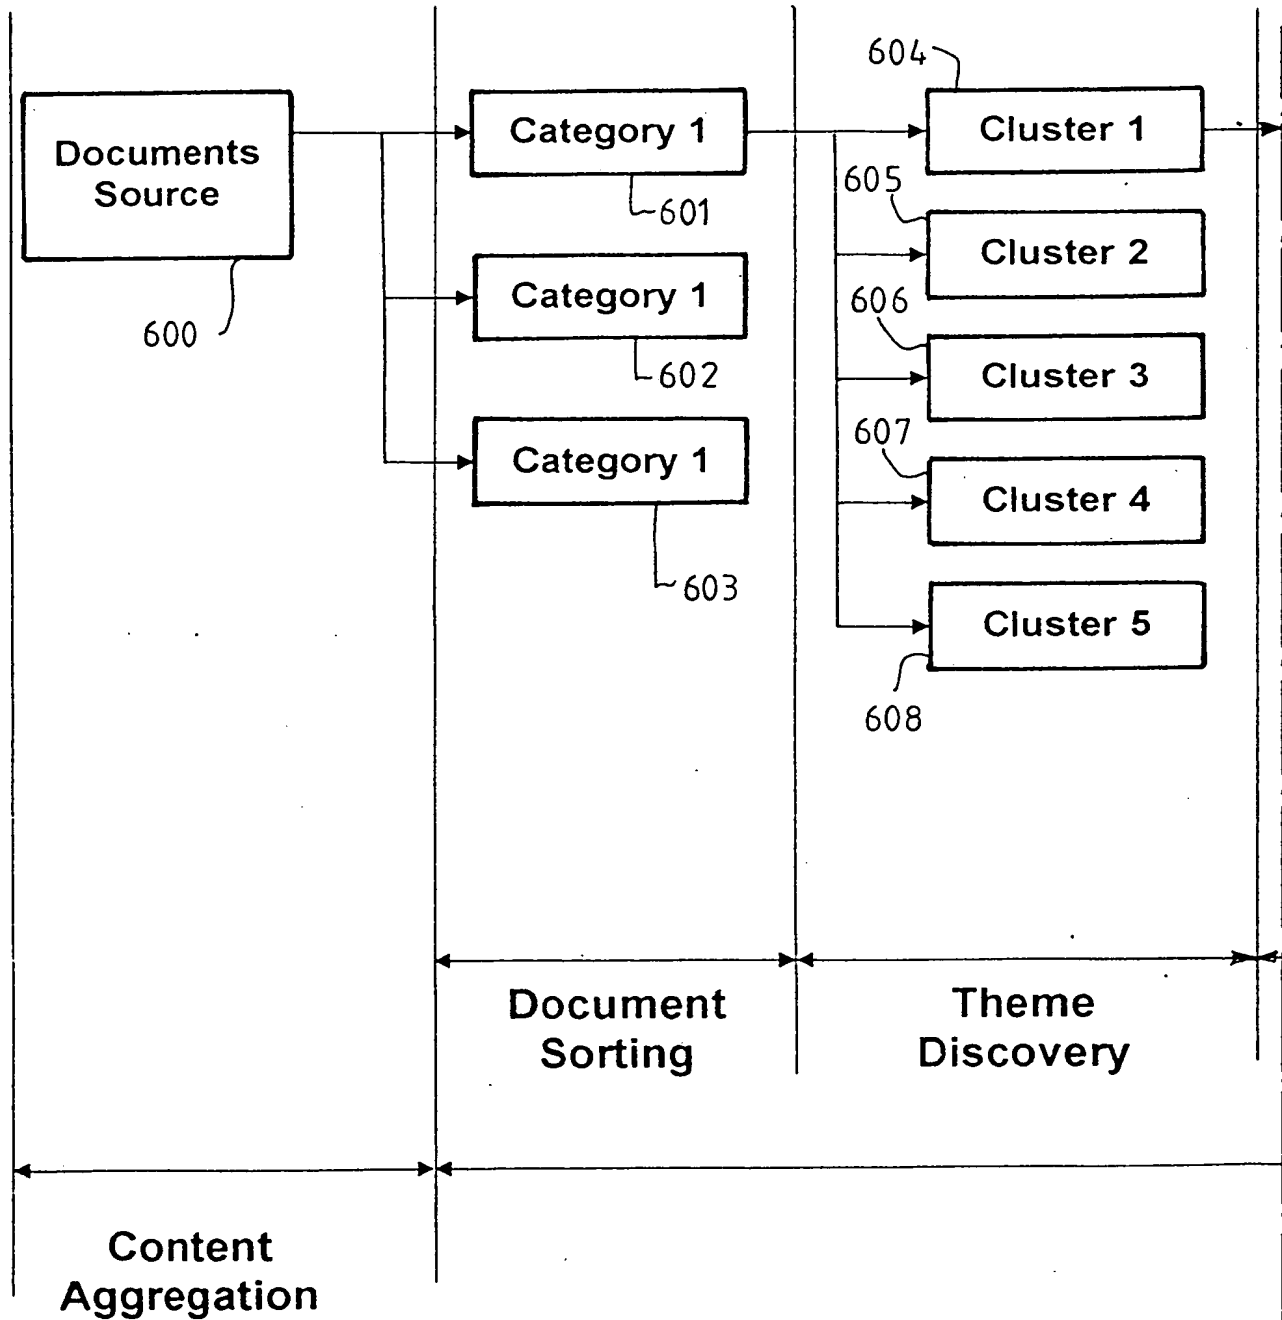 Documents
Source
600
Category 1
601
Category 1
602
Category 1
603
604
Cluster 1
605
Cluster 2
606
Cluster 3
607
Cluster 4
Cluster 5
608
Document
Sorting
Theme
Discovery
Content
Aggregation